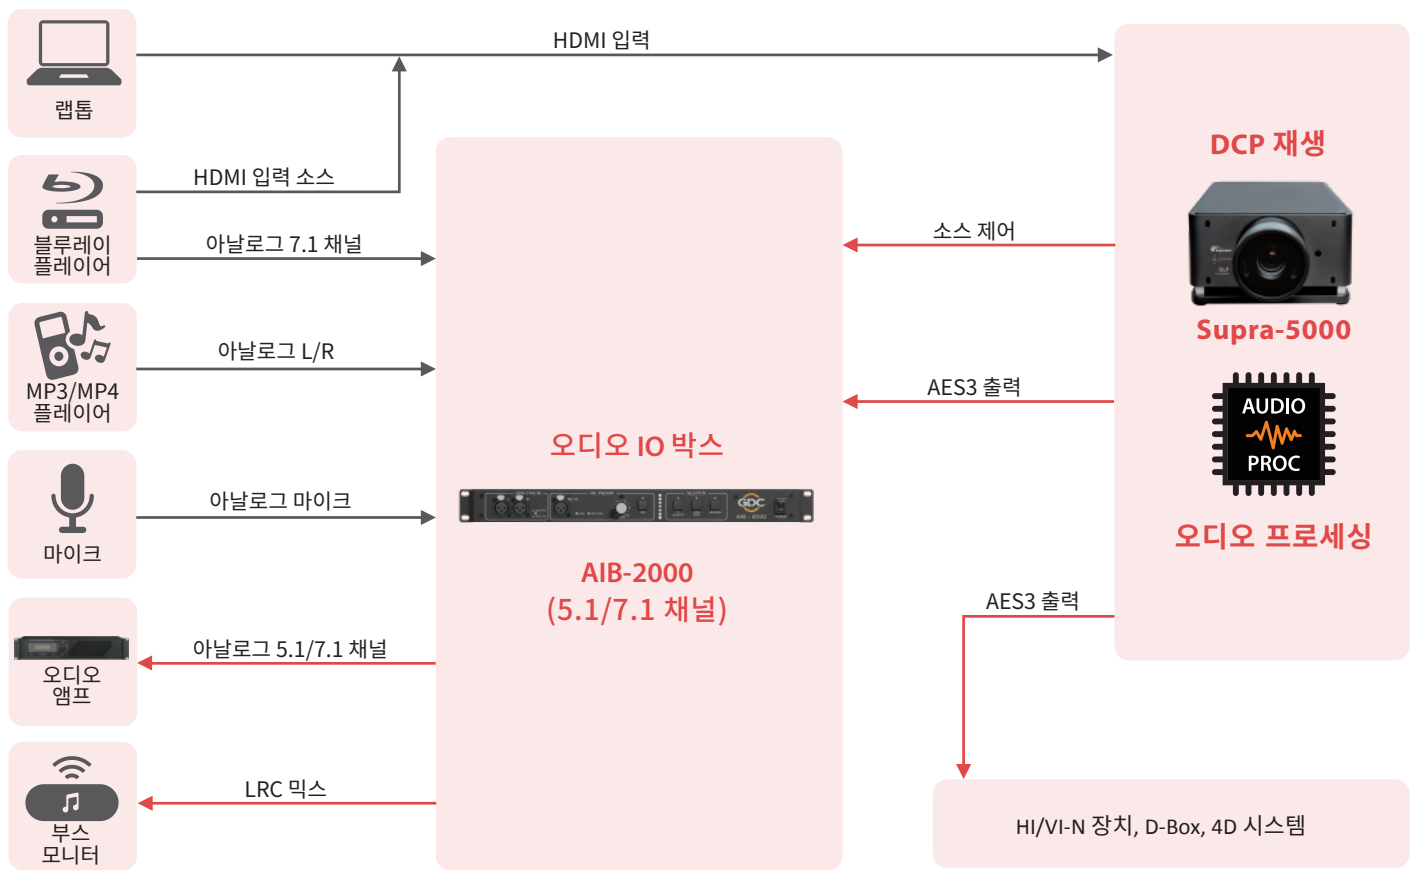 HDMI 입력
랩톱
DCP 재생
HDMI 입력 소스
블루레이
플레이어
아날로그 7.1 채널
소스 제어
Supra-5000
아날로그 L/R
MP3/MP4
플레이어
AES3 출력
AUDIO
PROC
오디오 프로세싱
오디오 IO 박스
GDC
AIB-2000
(5.1/7.1 채널)
아날로그 마이크
마이크
AES3 출력
아날로그 5.1/7.1 채널
오디오
앰프
LRC 믹스
부스
모니터
HI/VI-N 장치, D-Box, 4D 시스템